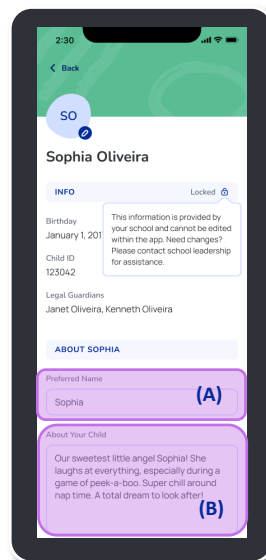 2:30
Back
SO
Sophia Oliveira
INFO
Locked
This information is provided by
your school and cannot be edited
within the app. Need changes?
Please contact school leadership
for assistance.
Birthday
January 1, 201
Child ID
123042
Legal Guardians
Janet Oliveira, Kenneth Oliveira
ABOUT SOPHIA
Preferred Name
Sophia
(A)
About Your Child
Our sweetest little angel Sophia! She
laughs at everything, especially during a
game of peek-a-boo. Super chill around
nap time. A total dream to look after!
(B)